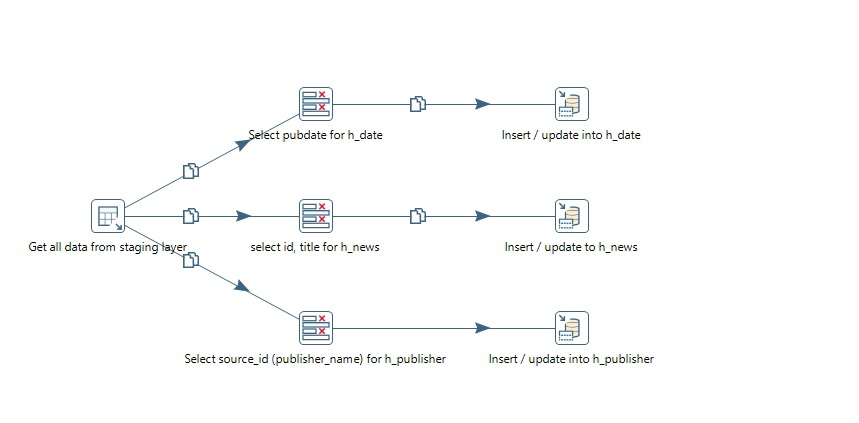 Select pubdate for h_date
Insert / update into h_date
Get all data from staging layer
select id, title for h_news
Insert / update to h_news
Select source_id (publisher_name) for h_publisher
Insert / update into h_publisher